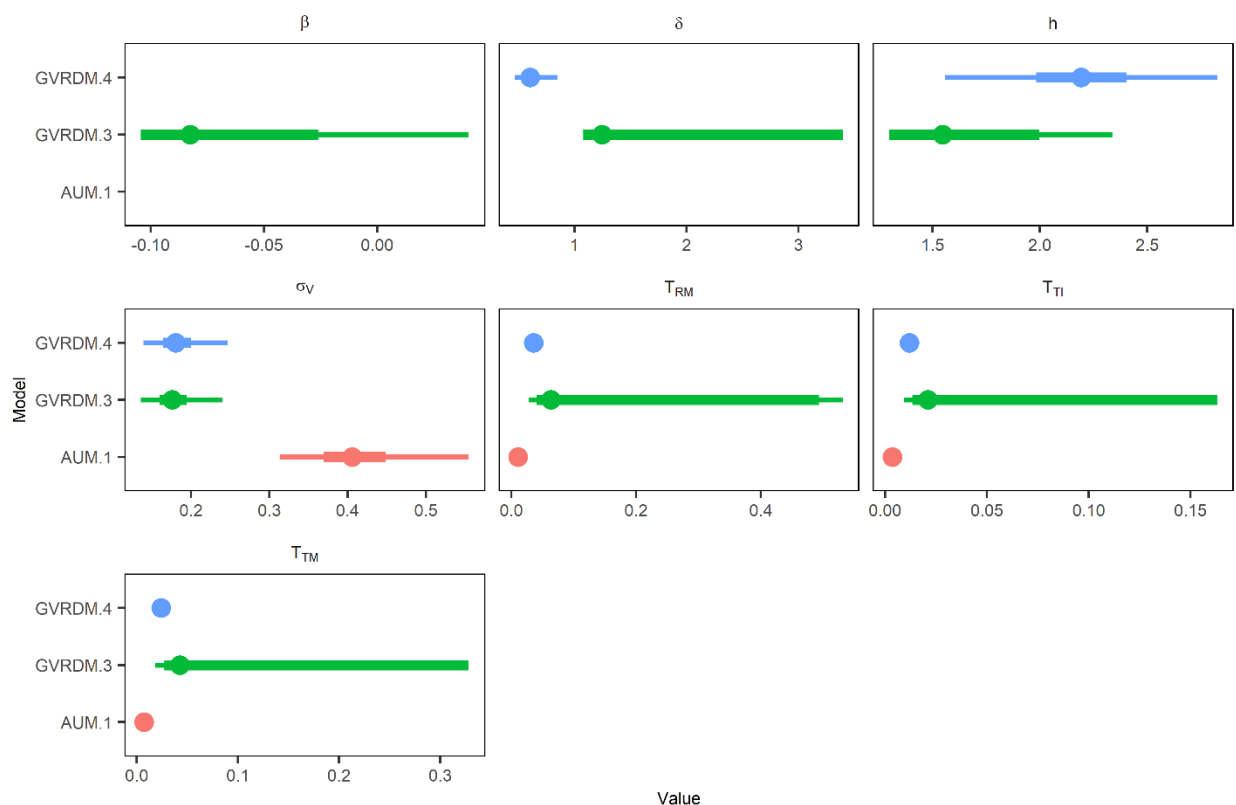 β δ h
GVRDM.4
GVRDM.3
AUM.1
-0.10 -0.05 0.00 1 2 3 1.5 2.0 2.5
σV TRM TTI
GVRDM.4
GVRDM.3
AUM.1
0.2 0.3 0.4 0.5 0.0 0.2 0.4 0.00 0.05 0.10 0.15
Model
TTM
GVRDM.4
GVRDM.3
AUM.1
0.0 0.1 0.2 0.3
Value